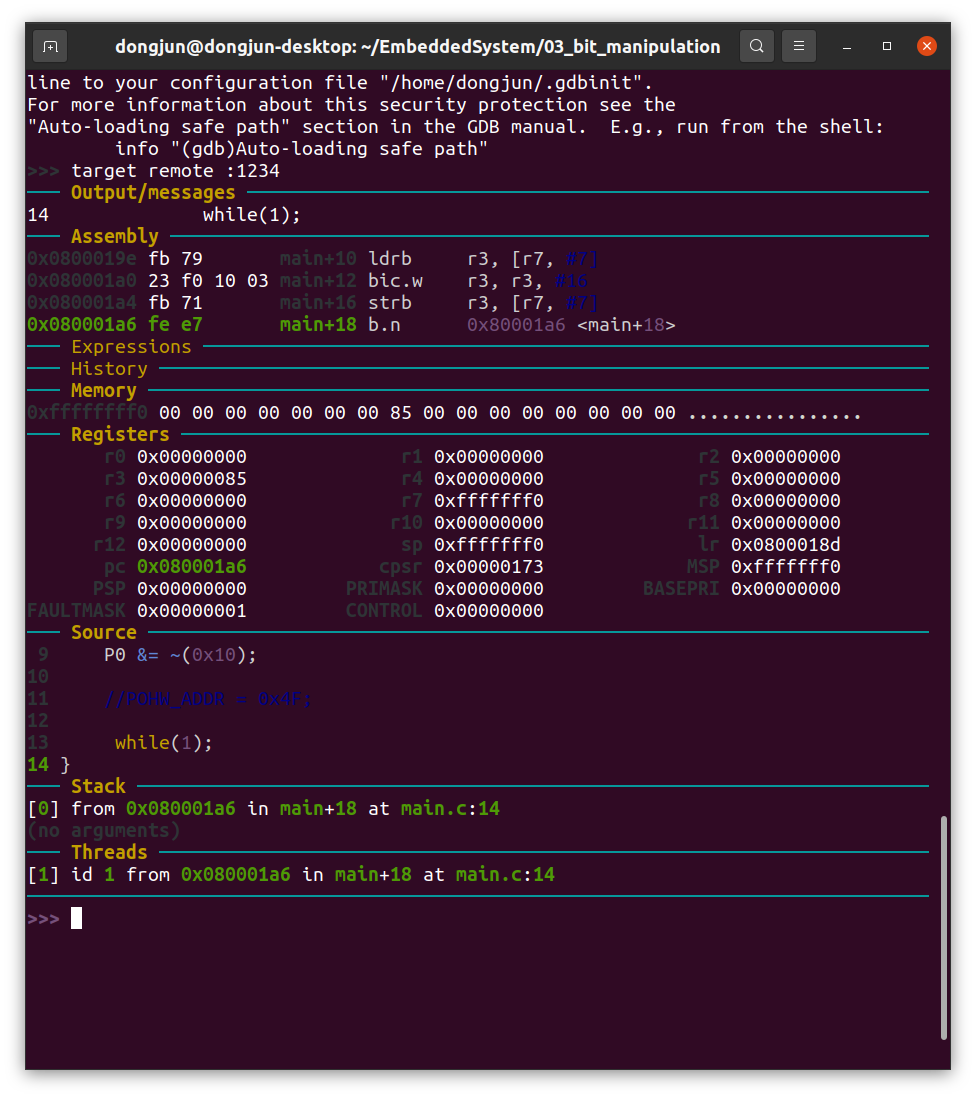 dongjun@dongjun-desktop: ~/EmbeddedSystem/03_bit_manipulation
line to your configuration file "/home/dongjun/.gdbinit".
For more information about this security protection see the
"Auto-loading safe path" section in the GDB manual.  E.g., run from the shell:
        info "(gdb)Auto-loading safe path"
>>> target remote :1234
─── Output/messages ───
14              while(1);
─── Assembly ───
0x0800019e fb 79       main+10 ldrb     r3, [r7, #7]
0x080001a0 23 f0 10 03 main+12 bic.w    r3, r3, #16
0x080001a4 fb 71       main+16 strb     r3, [r7, #7]
0x080001a6 fe e7       main+18 b.n      0x80001a6 <main+18>
─── Expressions ───
─── History ───
─── Memory ───
0xfffffff0 00 00 00 00 00 00 00 85 00 00 00 00 00 00 00 00 ................
─── Registers ───
r0 0x00000000 r1 0x00000000 r2 0x00000000
r3 0x00000085 r4 0x00000000 r5 0x00000000
r6 0x00000000 r7 0xfffffff0 r8 0x00000000
r9 0x00000000 r10 0x00000000 r11 0x00000000
r12 0x00000000 sp 0xfffffff0 lr 0x0800018d
pc 0x080001a6 cpsr 0x00000173 MSP 0xfffffff0
PSP 0x00000000 PRIMASK 0x00000000 BASEPRI 0x00000000
FAULTMASK 0x00000001 CONTROL 0x00000000
─── Source ───
 9     P0 &= ~(0x10);
10
11     //POHW_ADDR = 0x4F;
12
13      while(1);
14 }
─── Stack ───
[0] from 0x080001a6 in main+18 at main.c:14
(no arguments)
─── Threads ───
[1] id 1 from 0x080001a6 in main+18 at main.c:14
>>>